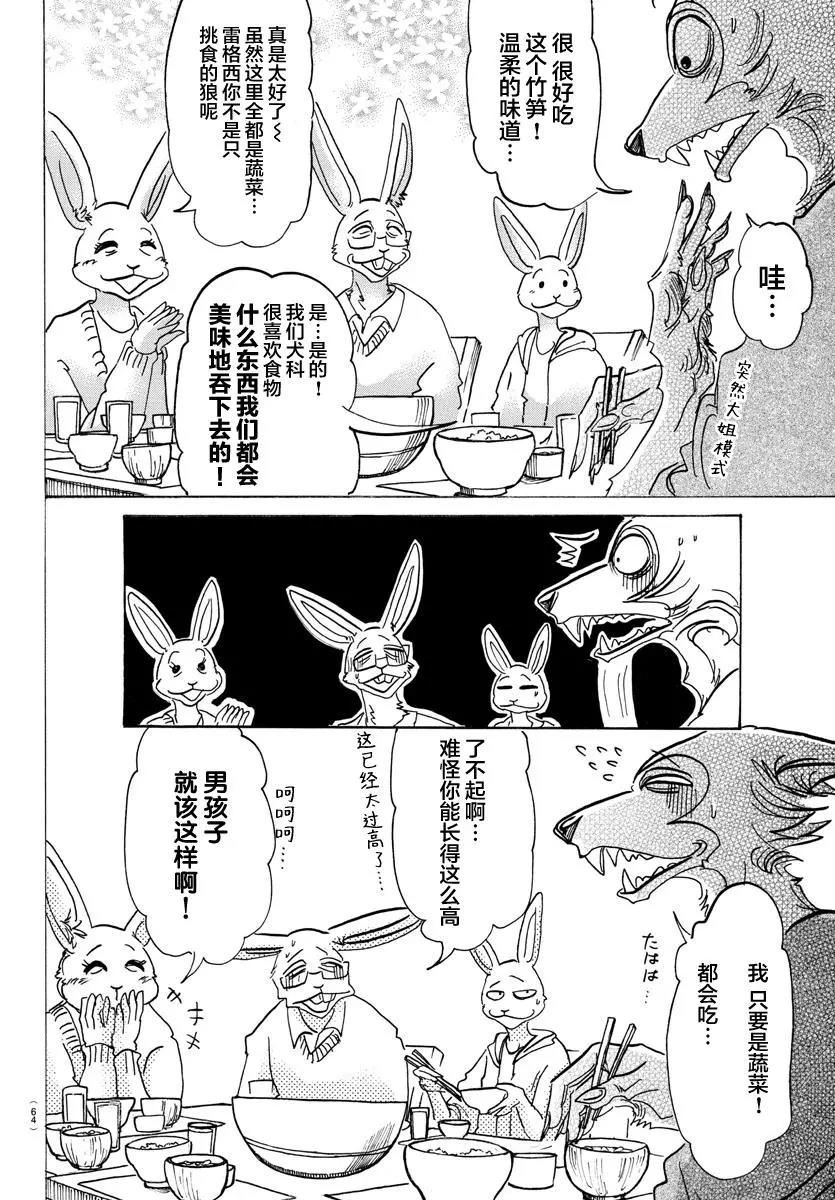 哇…
突然大姐模式
很 很好吃
这个竹笋！
温柔的味道…
真是太好了～
虽然这里全都是蔬菜…
雷格西你不是只
挑食的狼呢
是…是的！
我们犬科
很喜欢食物
什么东西我们都会
美味地吞下去的！
我 只要是蔬菜！
都会吃…
たはは…
了不起啊…
难怪你能长得这么高
这已经太过高了…
男孩子
就该这样啊！
呵呵呵…
(64)